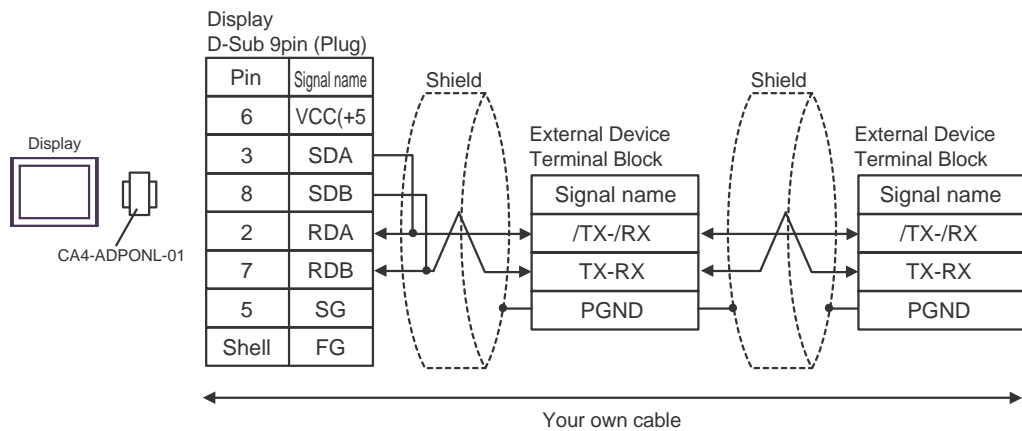 Display
D-Sub 9pin (Plug)
Pin Signal name
6 VCC(+5
3 SDA
8 SDB
2 RDA
7 RDB
5 SG
Shell FG
Display
CA4-ADPONL-01
Shield
External Device
Terminal Block
Signal name
/TX-/RX
TX-RX
PGND
Shield
External Device
Terminal Block
Signal name
/TX-/RX
TX-RX
PGND
Your own cable